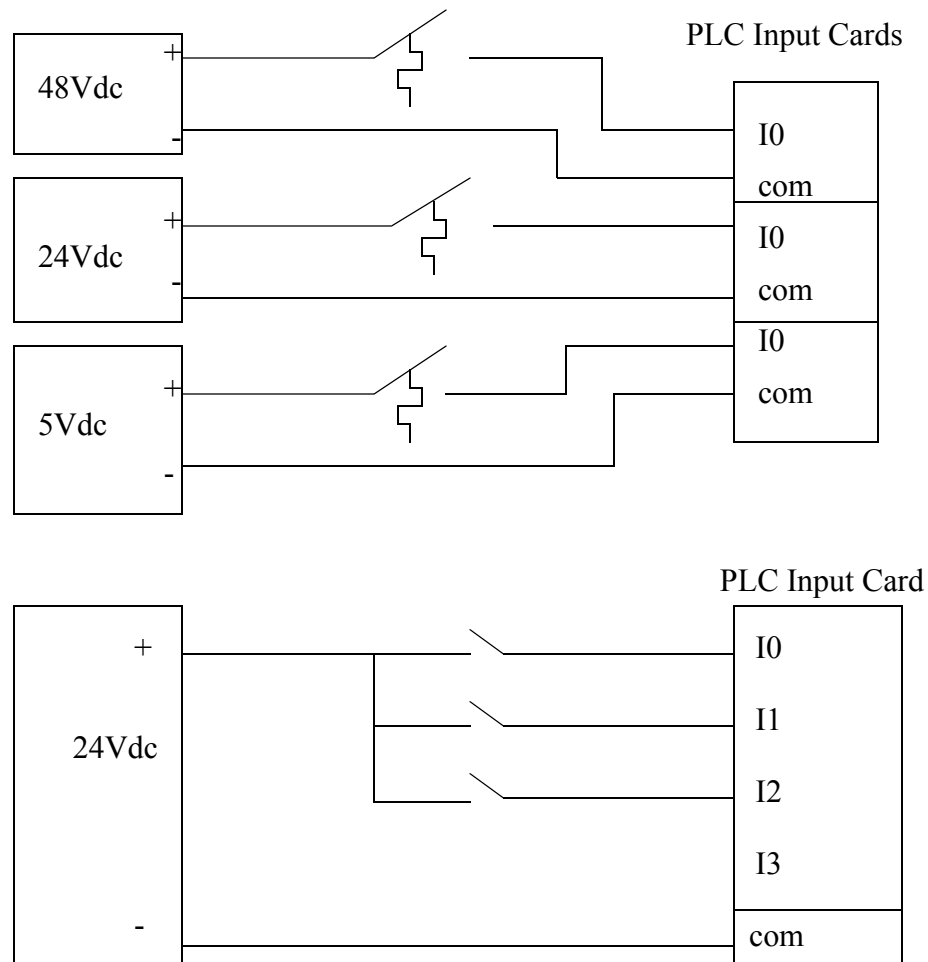 PLC Input Cards
+
48Vdc
-
I0
com
+
24Vdc
-
I0
com
+
5Vdc
-
I0
com
PLC Input Card
+
24Vdc
-
I0
I1
I2
I3
com